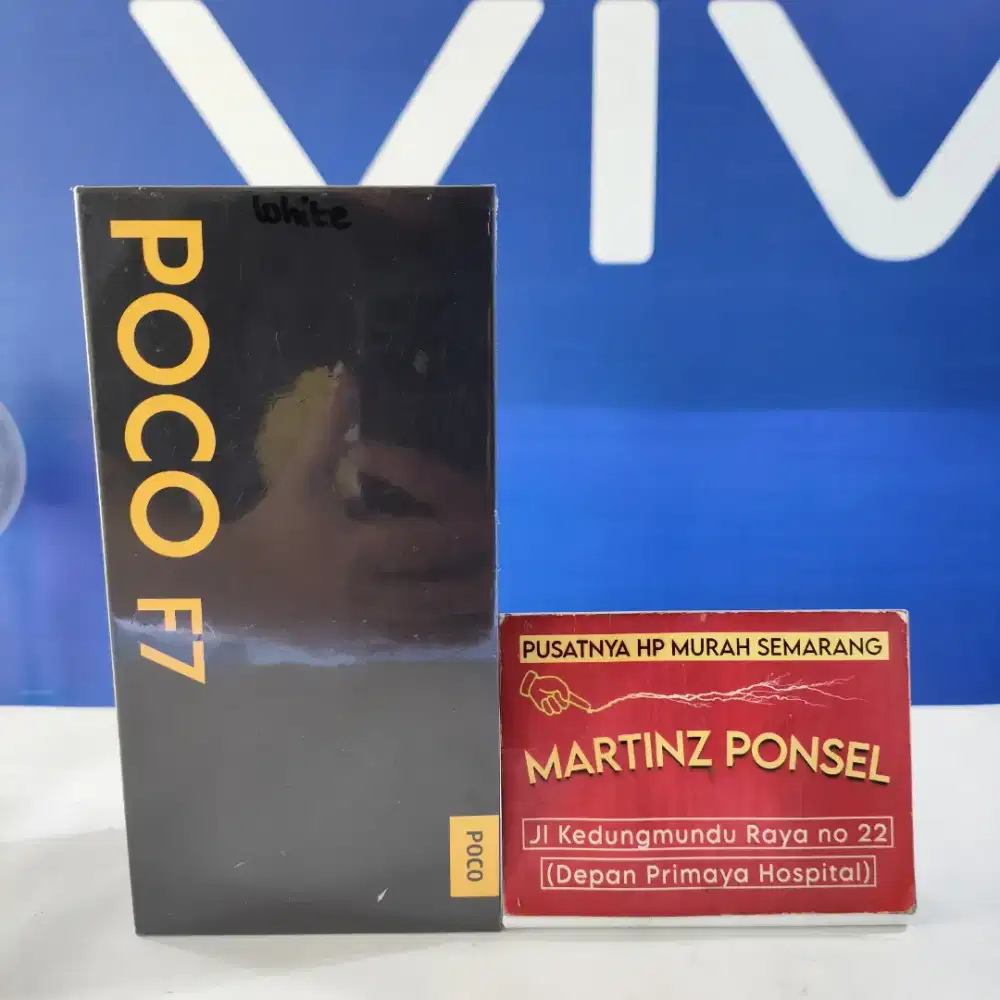 VIV
White
POCO F7
POCO
PUSATNYA HP MURAH SEMARANG
MARTINZ PONSEL
Jl Kedungmundu Raya no 22
(Depan Primaya Hospital)